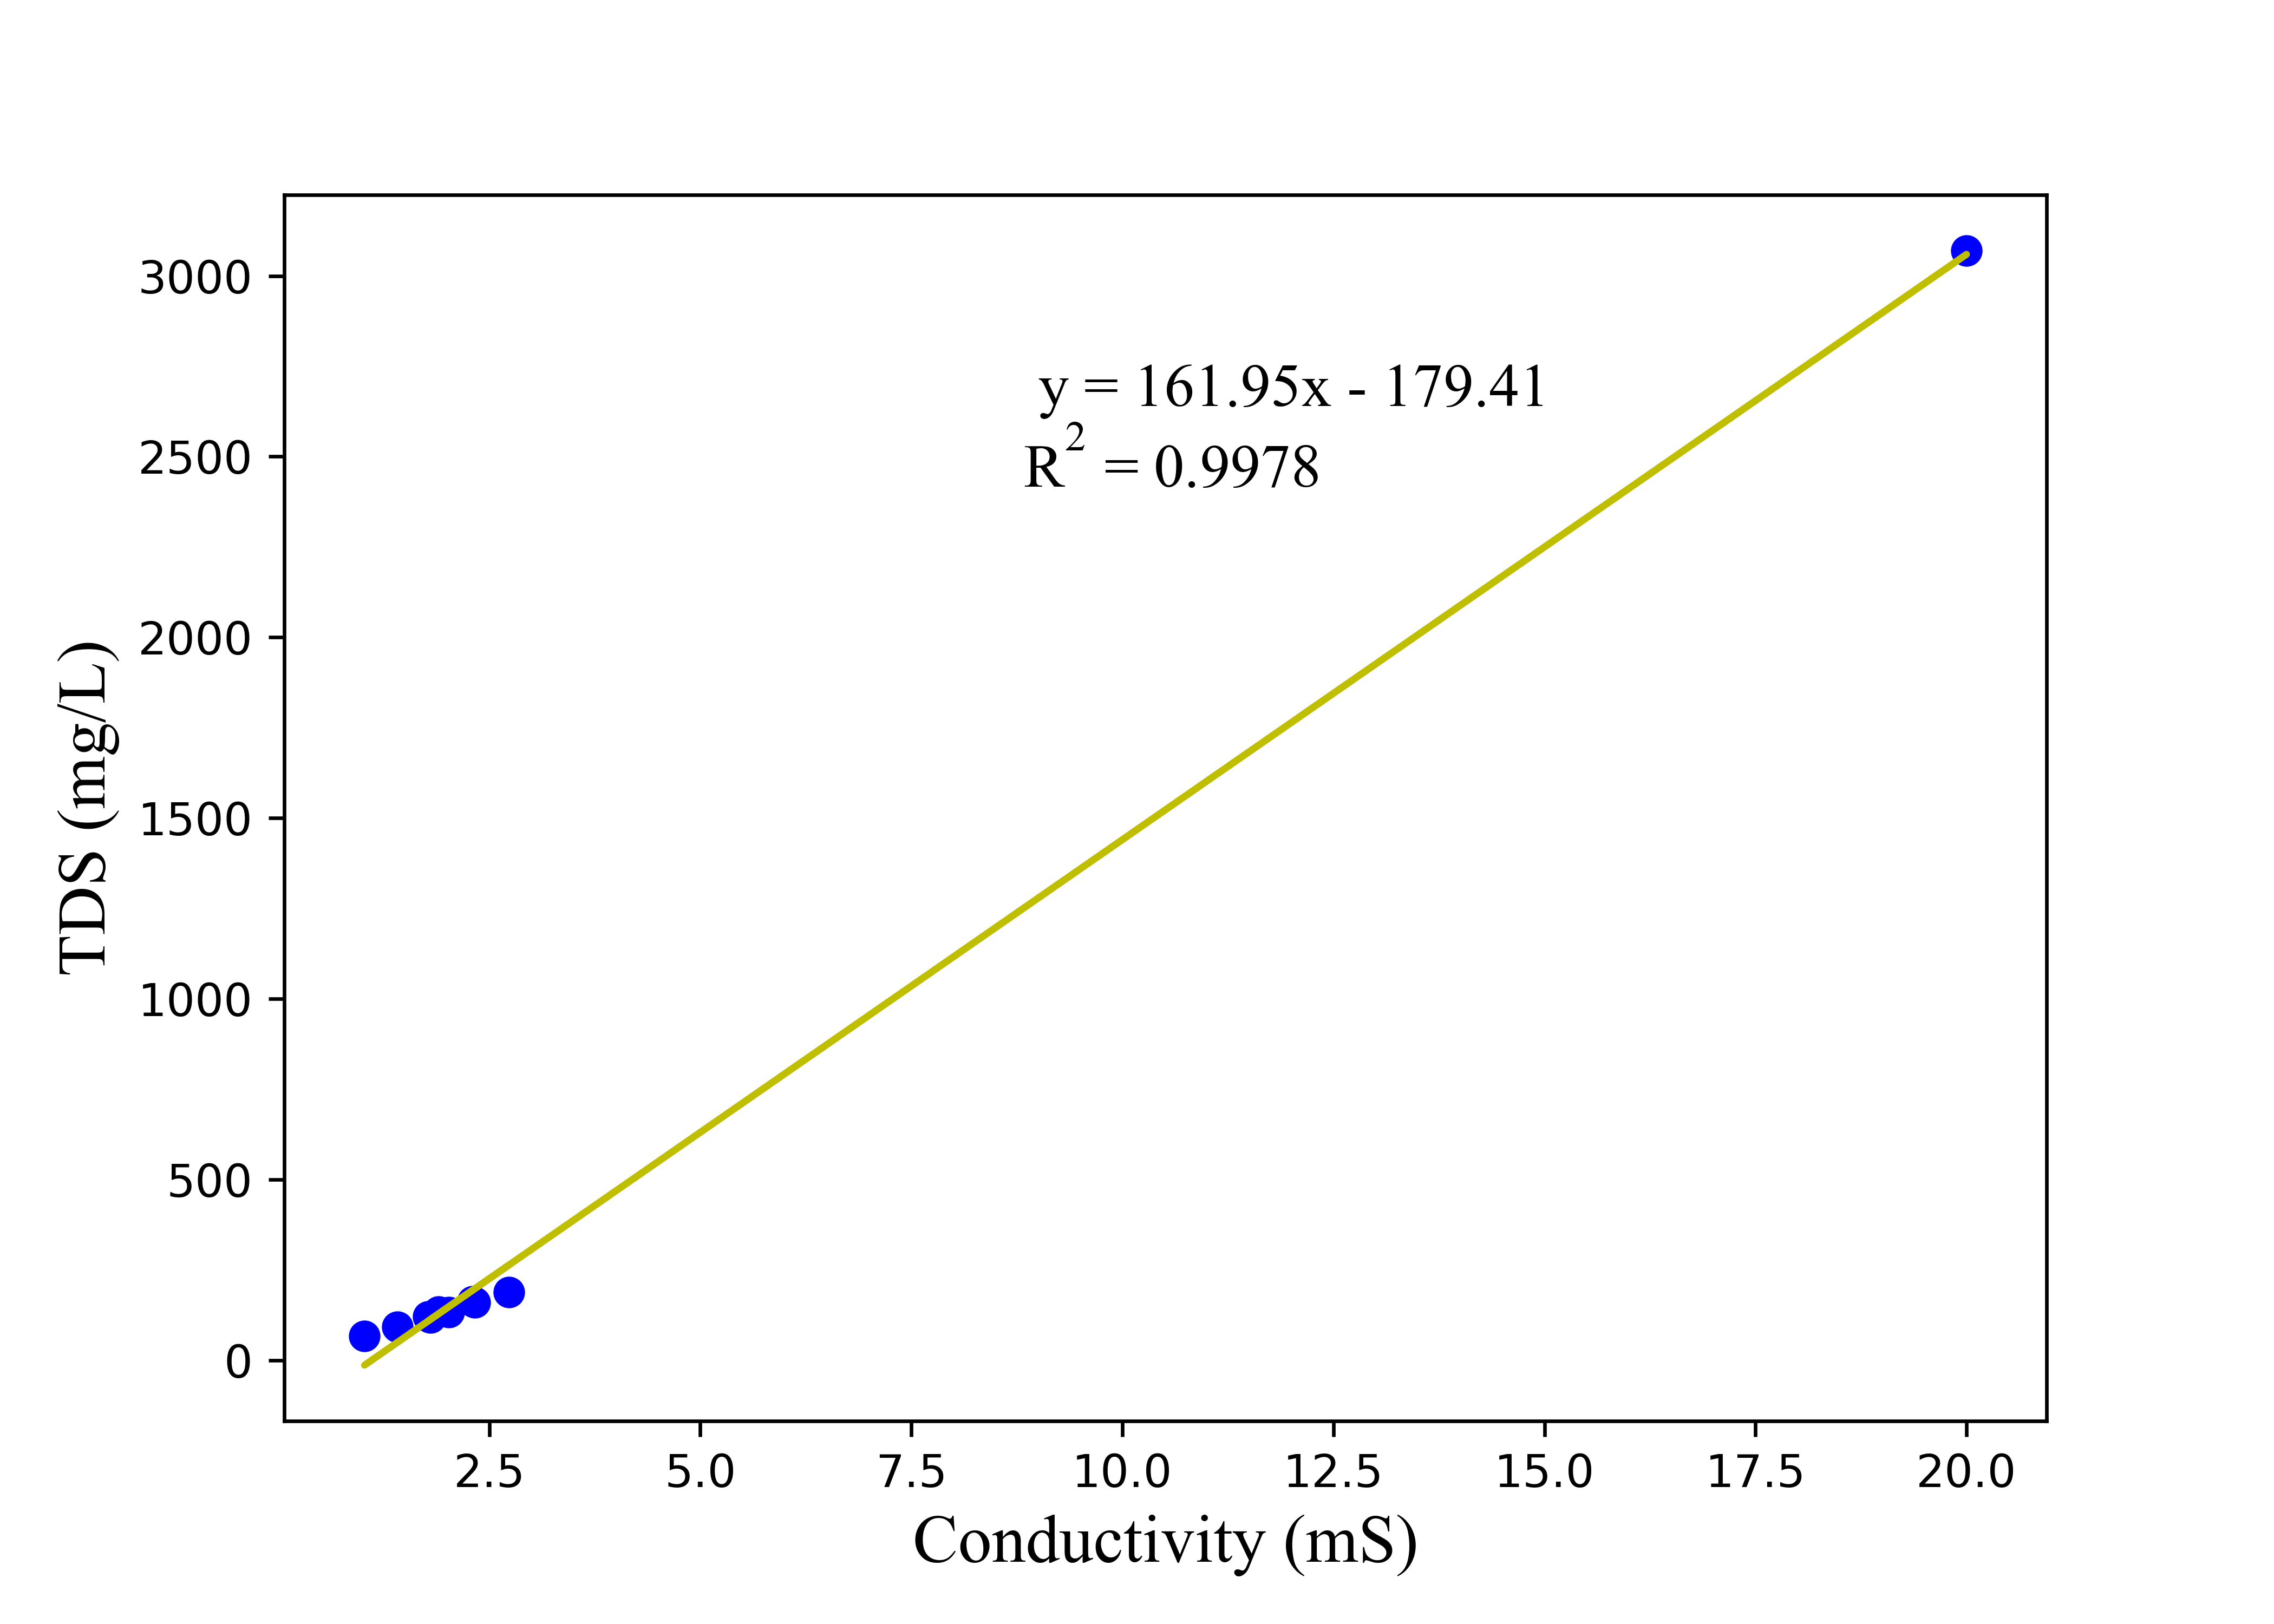 y = 161.95x - 179.41
R² = 0.9978
TDS (mg/L)
3000
2500
2000
1500
1000
500
0
2.5 5.0 7.5 10.0 12.5 15.0 17.5 20.0
Conductivity (mS)